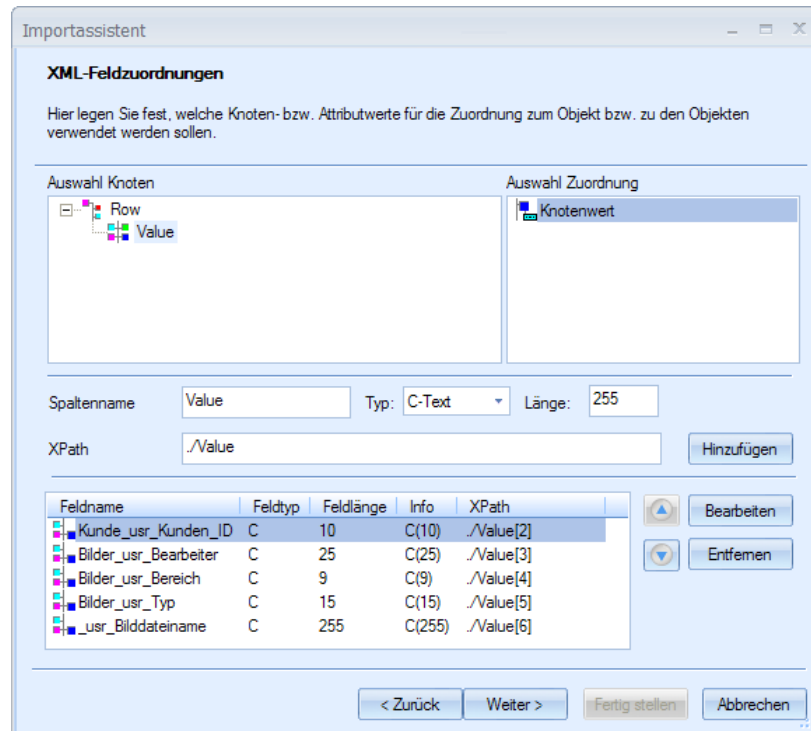 Importassistent
XML-Feldzuordnungen
Hier legen Sie fest, welche Knoten- bzw. Attributwerte für die Zuordnung zum Objekt bzw. zu den Objekten
verwendet werden sollen.
Auswahl Knoten Auswahl Zuordnung
Row Knotenwert
Value
Spaltenname Value Typ: C-Text Länge: 255
XPath ./Value Hinzufügen
Feldname Feldtyp Feldlänge Info XPath
Kunde_usr_Kunden_ID C 10 C(10) ./Value[2] Bearbeiten
Bilder_usr_Bearbeiter C 25 C(25) ./Value[3]
Bilder_usr_Bereich C 9 C(9) ./Value[4] Entfernen
Bilder_usr_Typ C 15 C(15) ./Value[5]
_usr_Bilddateiname C 255 C(255) ./Value[6]
< Zurück Weiter > Fertig stellen Abbrechen